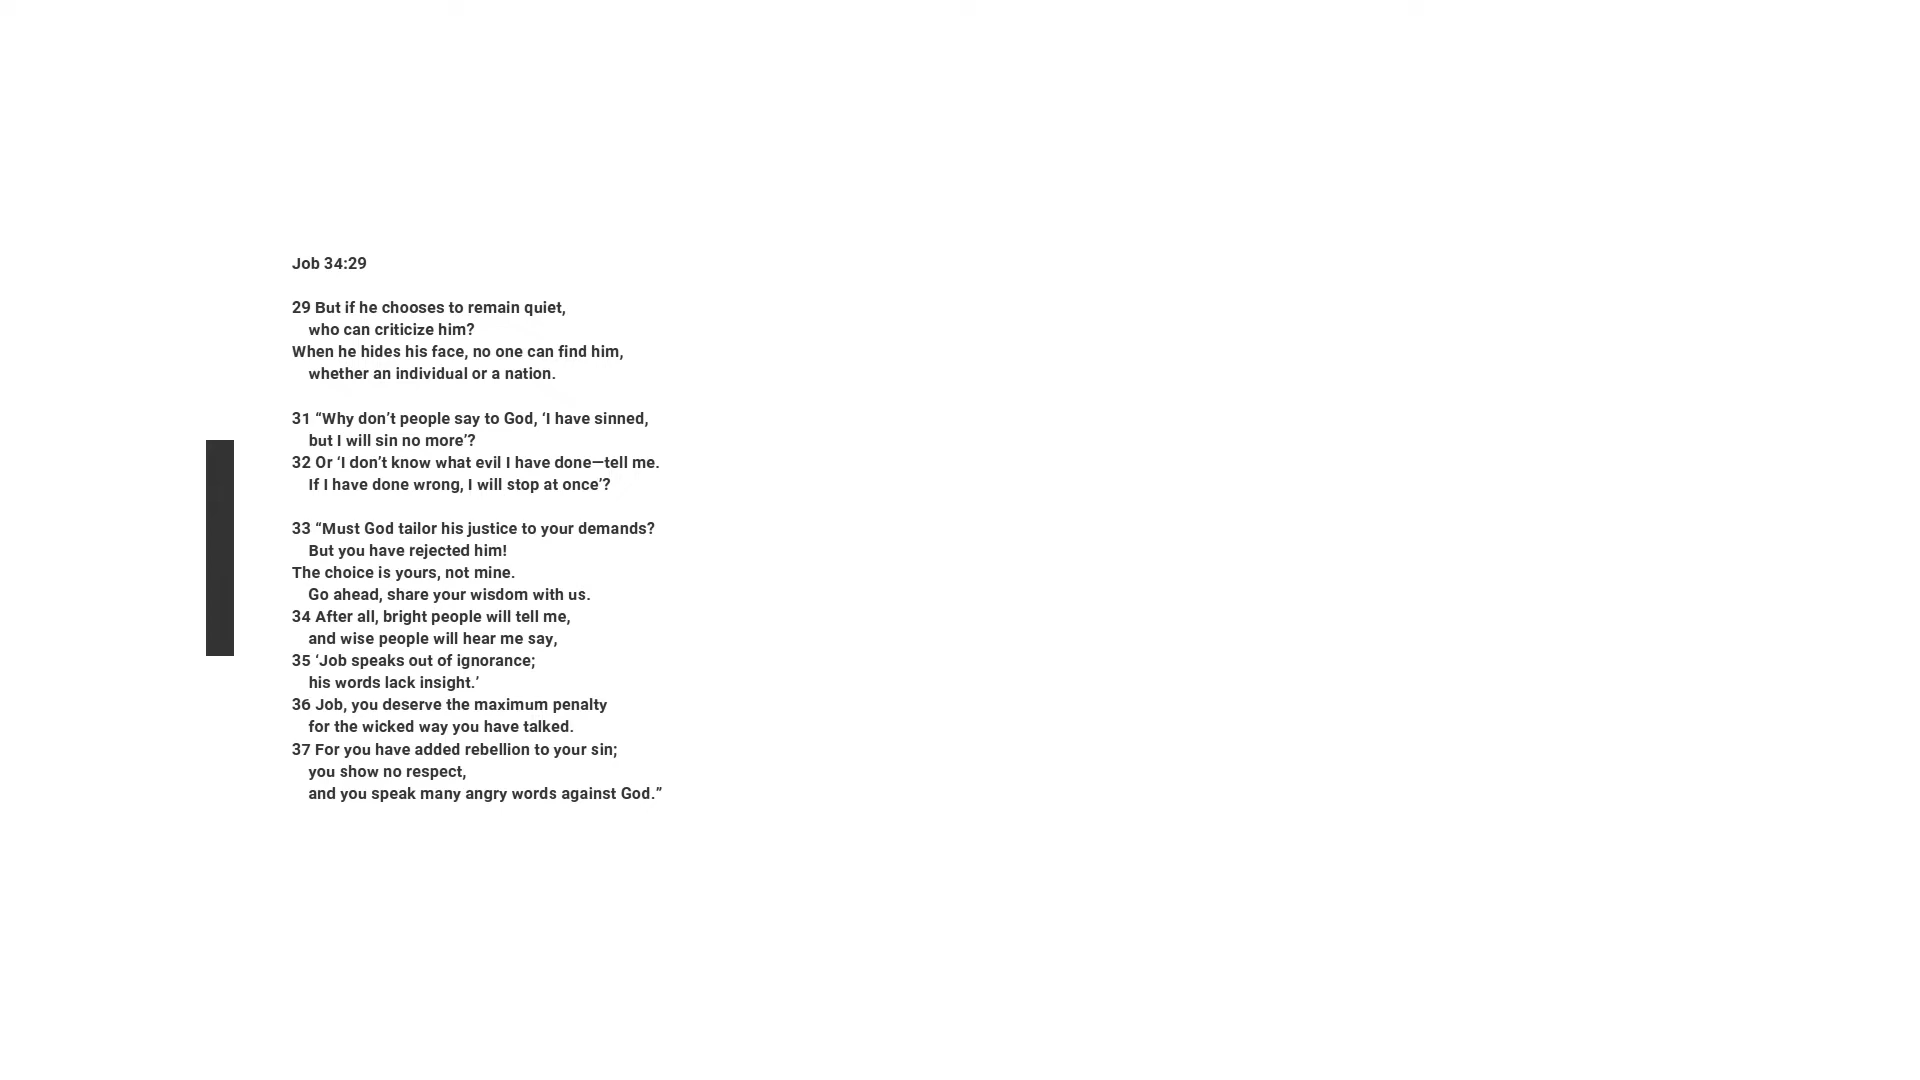 Job 34:29
29 But if he chooses to remain quiet,
who can criticize him?
When he hides his face, no one can find him,
whether an individual or a nation.
31 “Why don’t people say to God, ‘I have sinned,
but I will sin no more’?
32 Or ‘I don’t know what evil I have done—tell me.
If I have done wrong, I will stop at once’?
33 “Must God tailor his justice to your demands?
But you have rejected him!
The choice is yours, not mine.
Go ahead, share your wisdom with us.
34 After all, bright people will tell me,
and wise people will hear me say,
35 ‘Job speaks out of ignorance;
his words lack insight.’
36 Job, you deserve the maximum penalty
for the wicked way you have talked.
37 For you have added rebellion to your sin;
you show no respect,
and you speak many angry words against God.”